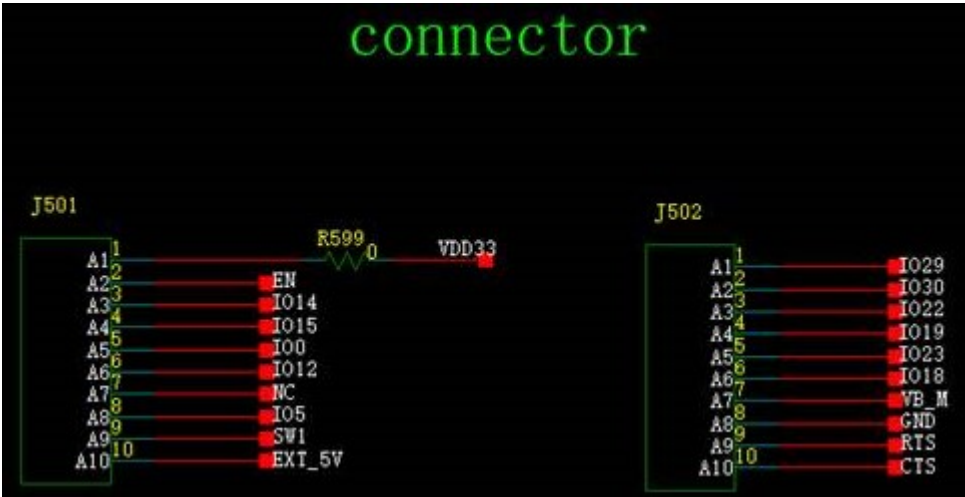 connector
J501
A1 1 R599 0 VDD33
A2 2 EN
A3 3 IO14
A4 4 IO15
A5 5 IO0
A6 6 IO12
A7 7 NC
A8 8 IO5
A9 9 SW1
A10 10 EXT_5V
J502
A1 1 IO29
A2 2 IO30
A3 3 IO22
A4 4 IO19
A5 5 IO23
A6 6 IO18
A7 7 VB_M
A8 8 GND
A9 9 RTS
A10 10 CTS